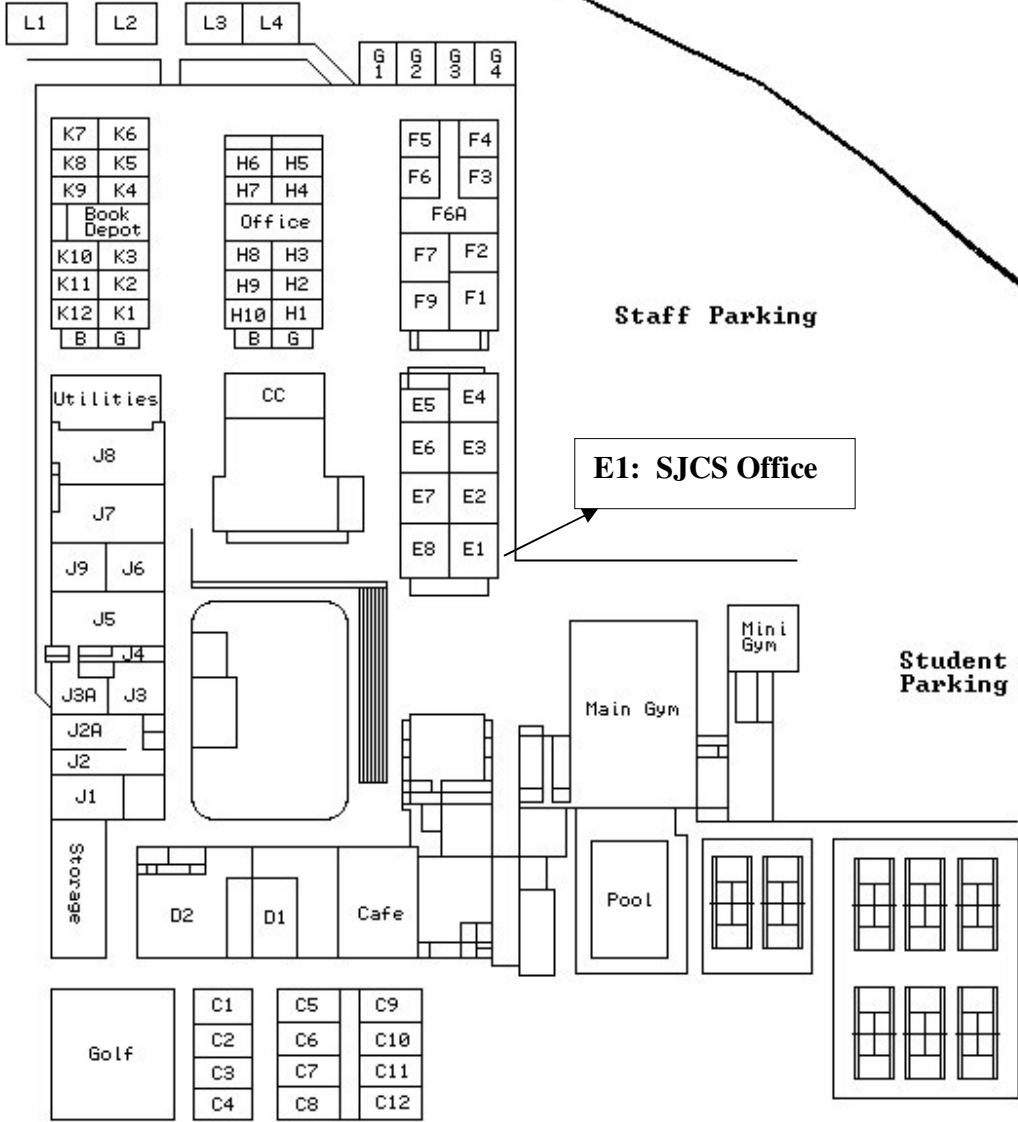 L1 L2 L3 L4
G1 G2 G3 G4
K7 K6 F5 F4
K8 K5 H6 H5
K9 K4 H7 H4 F6 F3
Book Depot Office F6A
K10 K3 H8 H3 F7 F2
K11 K2 H9 H2 F9 F1
K12 K1 H10 H1 Staff Parking
B G B G
Utilities CC E5 E4
J8 E6 E3 E1: SJCS Office
J7 E7 E2
J9 J6 E8 E1
J5 Mini Gym
J4 Student Parking
J3A J3 Main Gym
J2A
J2
J1
Storage D2 D1 Cafe Pool
C1 C5 C9
Golf C2 C6 C10
C3 C7 C11
C4 C8 C12